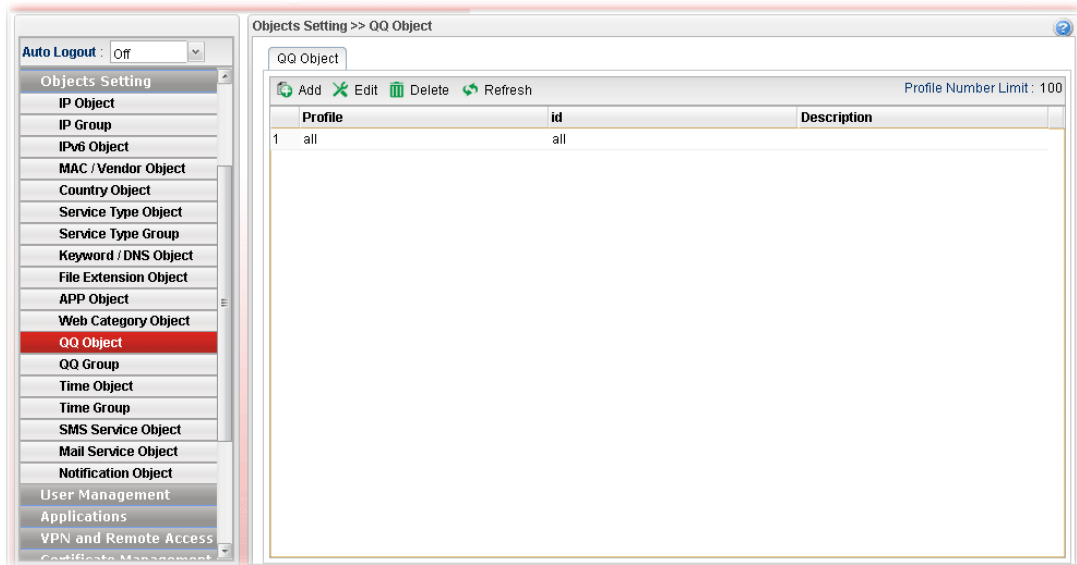 Objects Setting >> QQ Object
Auto Logout : Off
Objects Setting
IP Object
IP Group
IPv6 Object
MAC / Vendor Object
Country Object
Service Type Object
Service Type Group
Keyword / DNS Object
File Extension Object
APP Object
Web Category Object
QQ Object
QQ Group
Time Object
Time Group
SMS Service Object
Mail Service Object
Notification Object
User Management
Applications
VPN and Remote Access
Certificate Management
QQ Object
Add Edit Delete Refresh Profile Number Limit : 100
Profile id Description
1 all all